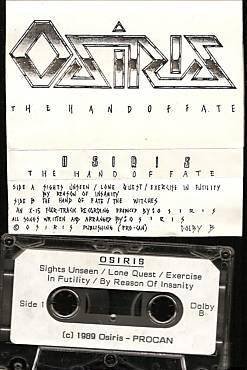 OSIRIS
THE HAND OF FATE
OSIRIS
THE HAND OF FATE
SIDE A SIGHTS UNSEEN / LONE QUEST / EXERCISE IN FUTILITY
BY REASON OF INSANITY
SIDE B THE HAND OF FATE / THE WITCHES
AN X-15 FOUR-TRACK RECORDING PRODUCED BY OSIRIS
ALL SONGS WRITTEN AND ARRANGED BY OSIRIS
© OSIRIS PUBLISHING (PRO-CAN) DOLBY B
OSIRIS
Sights Unseen / Lone Quest / Exercise
In Futility / By Reason Of Insanity
Side 1 Dolby B
(c) 1989 Osiris - PROCAN